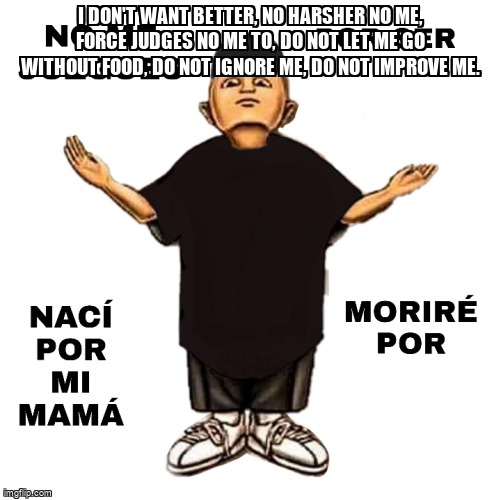 I DON'T WANT BETTER, NO HARSHER NO ME,
FORCE JUDGES NO ME TO, DO NOT LET ME GO
WITHOUT FOOD, DO NOT IGNORE ME, DO NOT IMPROVE ME.
NACÍ
POR
MI
MAMÁ
MORIRÉ
POR
imgflip.com